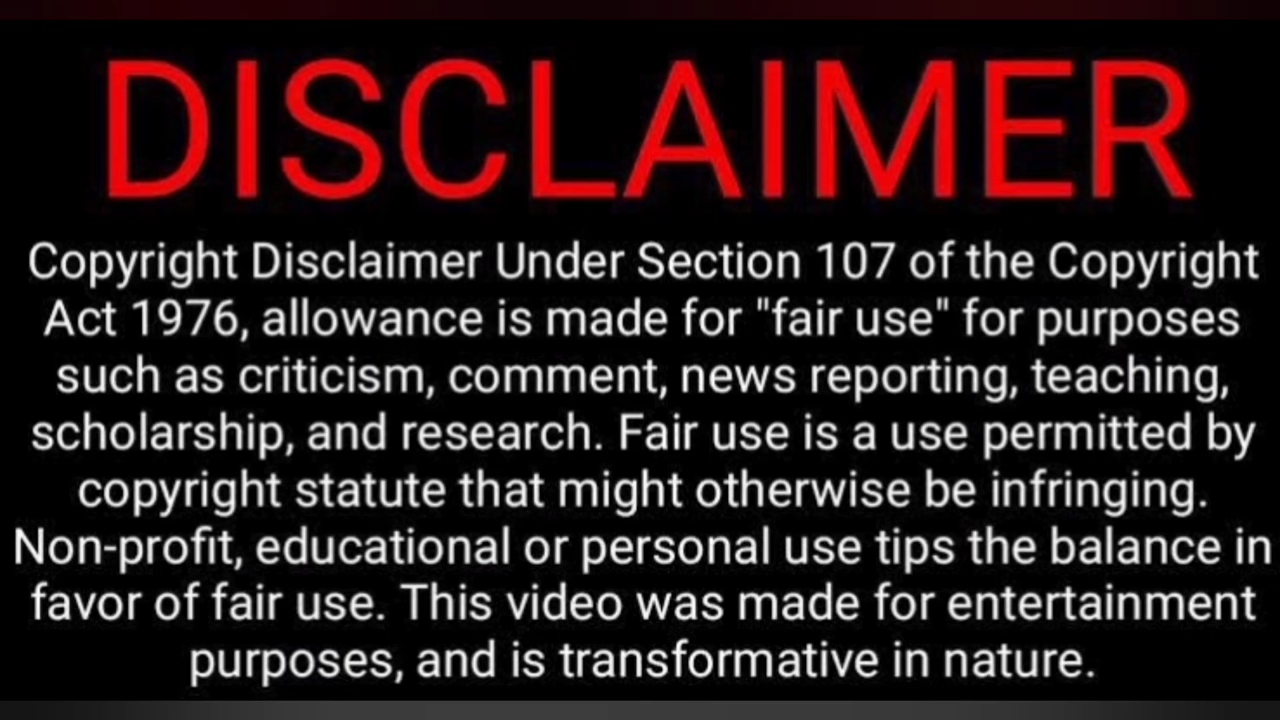 DISCLAIMER
Copyright Disclaimer Under Section 107 of the Copyright
Act 1976, allowance is made for "fair use" for purposes
such as criticism, comment, news reporting, teaching,
scholarship, and research. Fair use is a use permitted by
copyright statute that might otherwise be infringing.
Non-profit, educational or personal use tips the balance in
favor of fair use. This video was made for entertainment
purposes, and is transformative in nature.